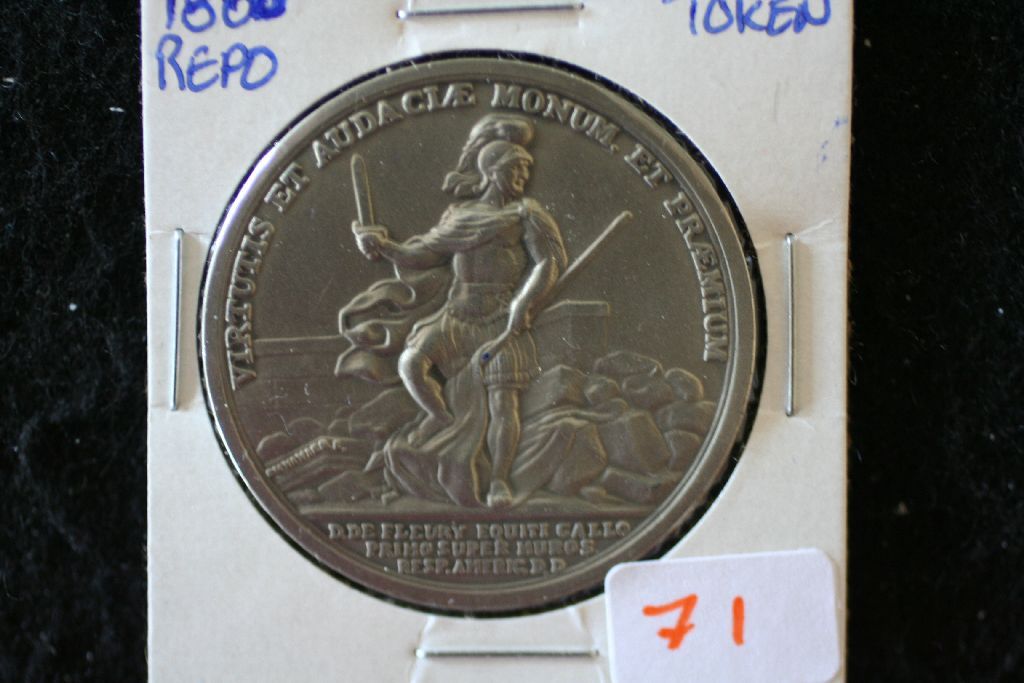 REPO
TOKEN
VIRTUTIS ET AUDACIÆ MONUM. ET PRÆMIUM
D. DE FLEURY EQUITI GALLO
PRIMO SUPER MUROS
RESP. AMERIC. D. D.
71